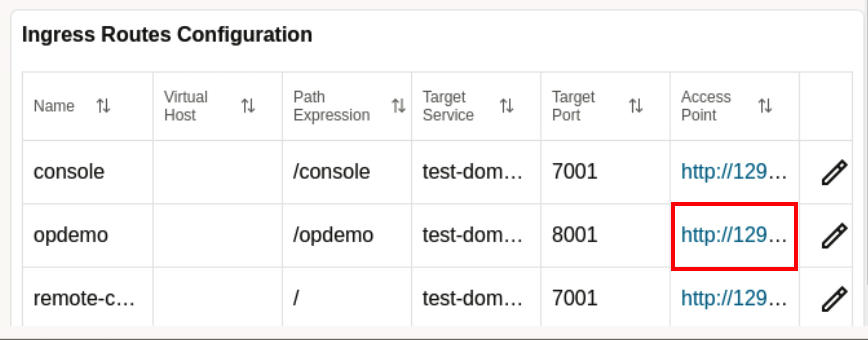 Ingress Routes Configuration
Name Virtual Host Path Expression Target Service Target Port Access Point
console /console test-dom... 7001 http://129...
opdemo /opdemo test-dom... 8001 http://129...
remote-c... / test-dom... 7001 http://129...